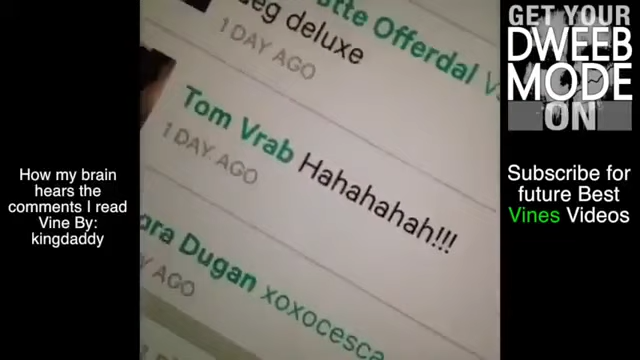 How my brain
hears the
comments I read
Vine By:
kingdaddy
Offerdal
deluxe
1 DAY AGO
Tom Vrab Hahahahah!!!
1 DAY AGO
Dugan xoxocesca
AGO
GET YOUR
DWEEB
MODE
ON
Subscribe for
future Best
Vines Videos